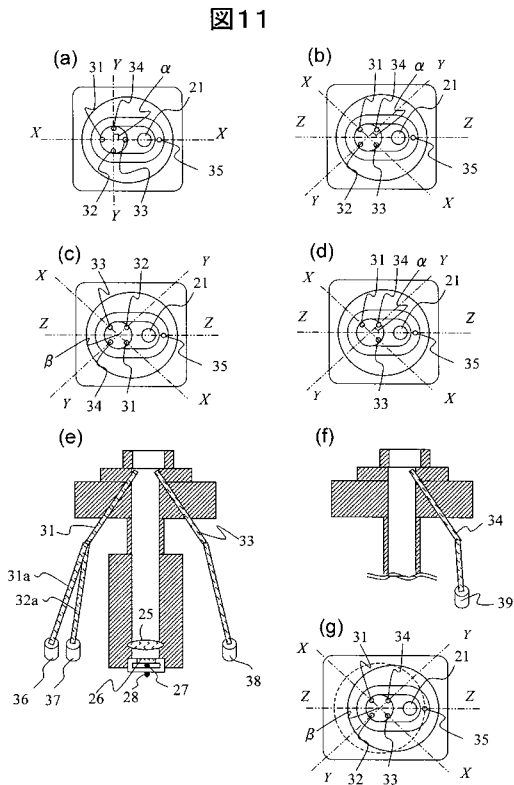 図11
(a)
31 Y 34 α 21
X X
32 Y 33 35
(b)
31 34 Y 21
X α
Z Z
Y 32 33 X 35
(c)
33 32 Y 21
X
Z Z
β
Y 34 31 X 35
(d)
31 34 α Y 21
X
Z Z
Y 33 X 35
(e)
31 33
31a
32a
25
36 37 26 28 27 38
(f)
34
39
(g)
31 34 Y 21
X
Z Z
β
Y 32 33 X 35